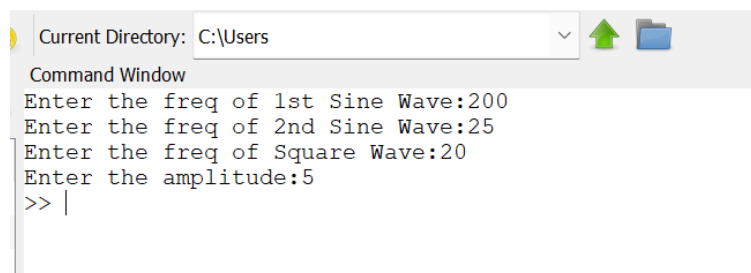 Current Directory: C:\Users
Command Window
Enter the freq of 1st Sine Wave:200
Enter the freq of 2nd Sine Wave:25
Enter the freq of Square Wave:20
Enter the amplitude:5
>>